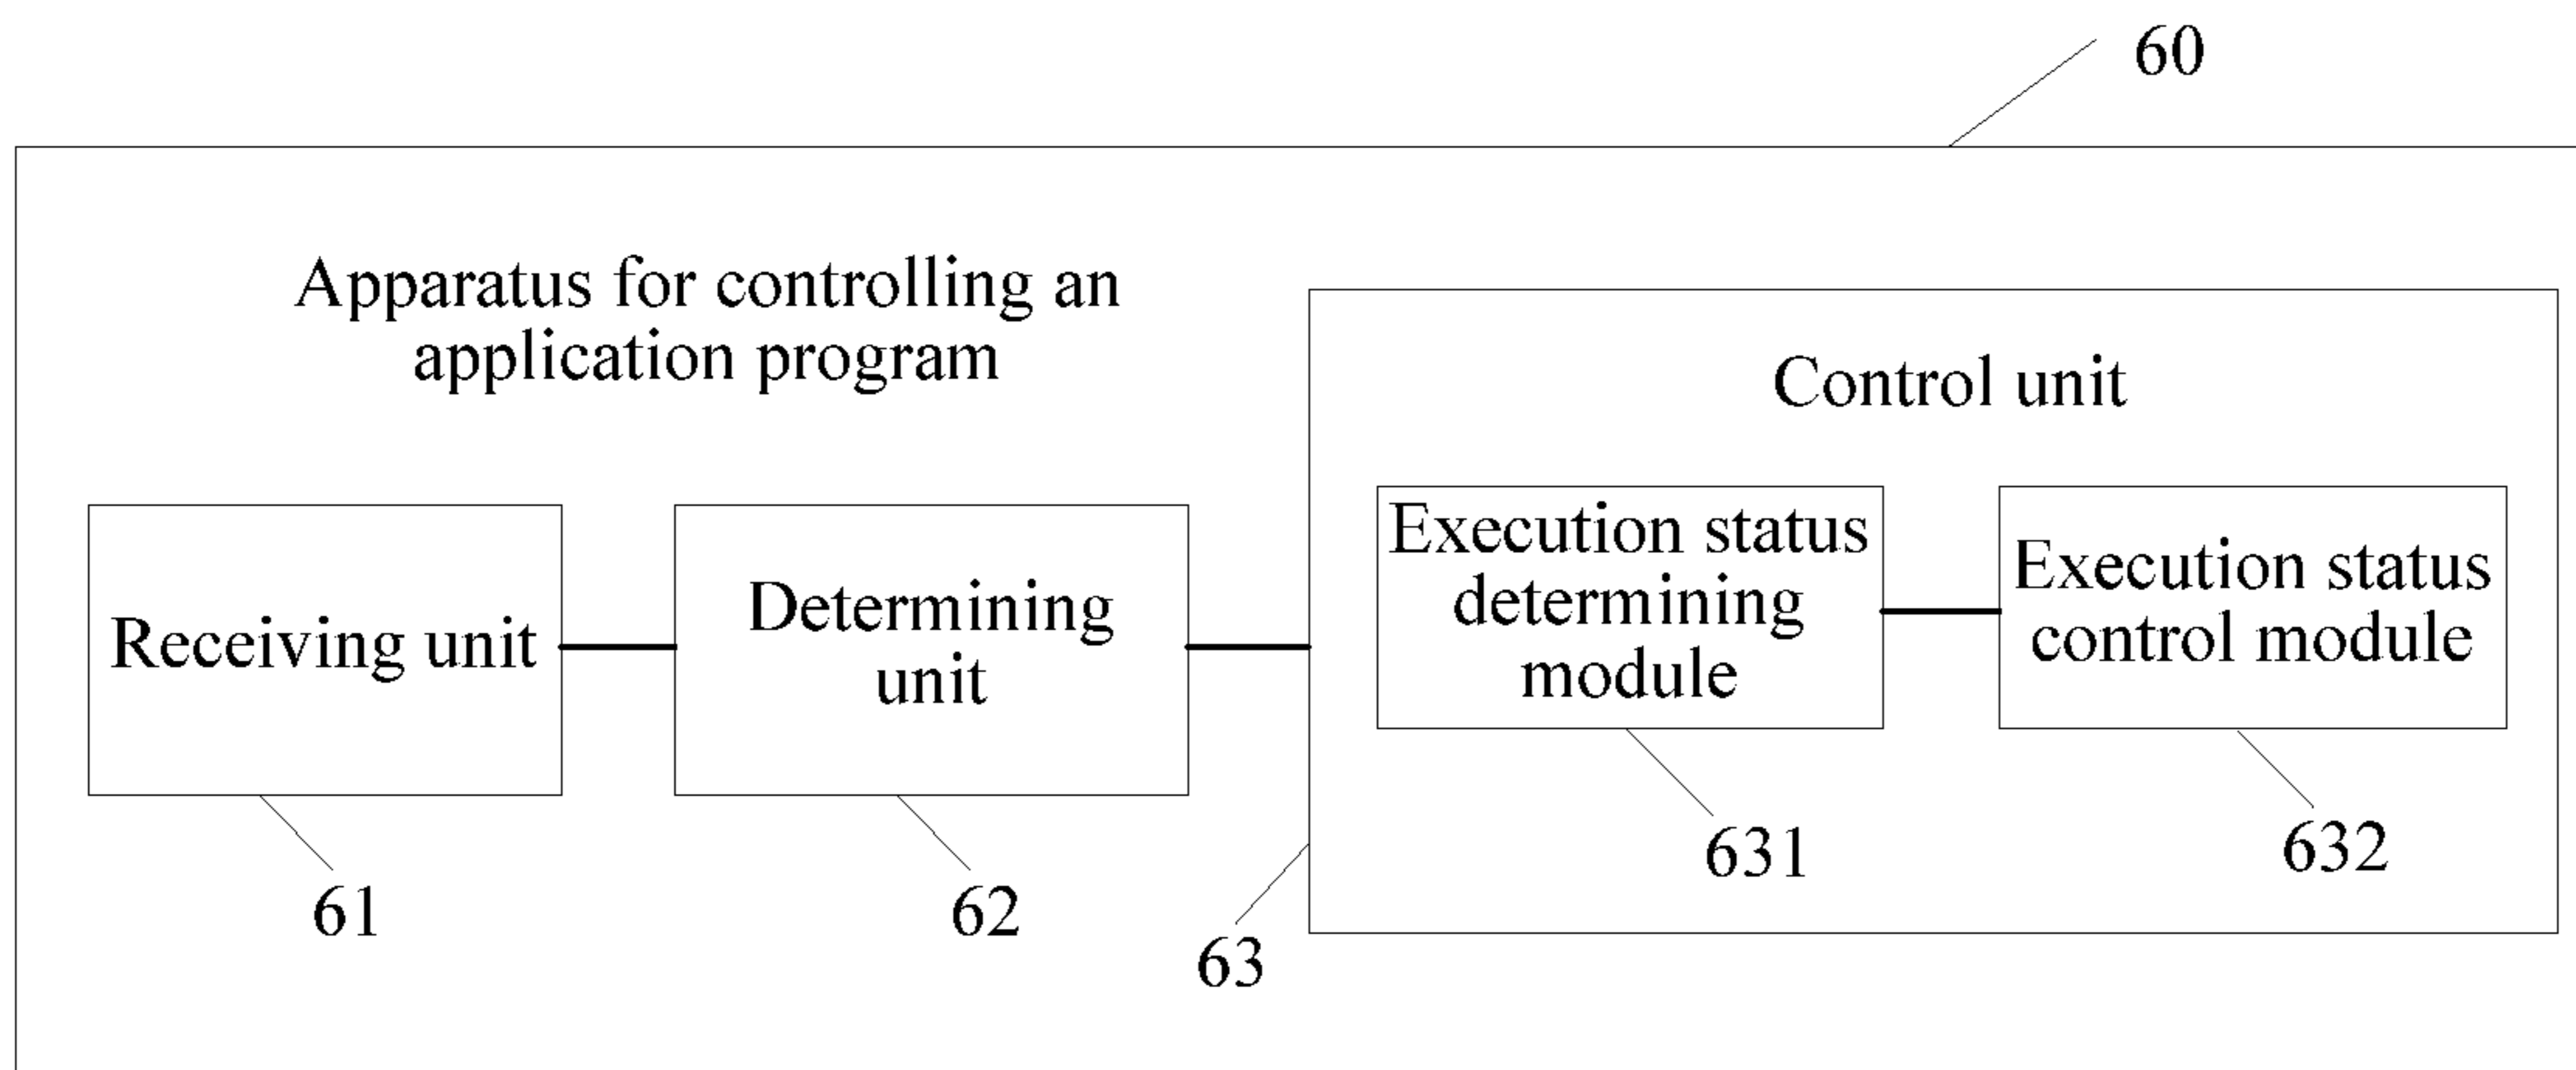 60
Apparatus for controlling an
application program
Control unit
Receiving unit
Determining
unit
Execution status
determining
module
Execution status
control module
61
62
63
631
632